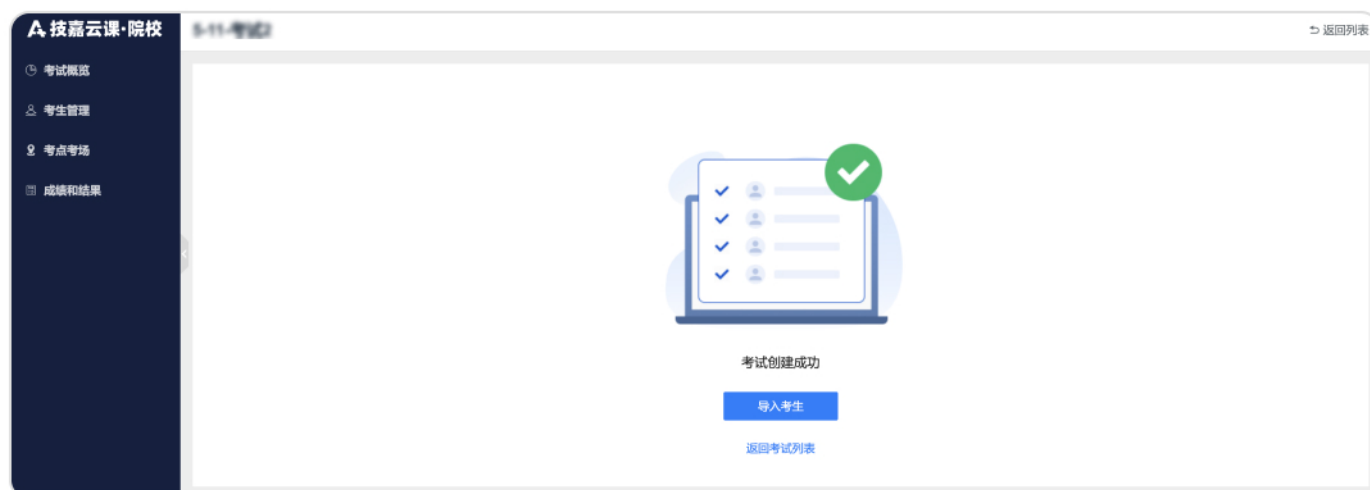 技嘉云课·院校
返回列表
考试概览
考生管理
考点考场
成绩和结果
考试创建成功
导入考生
返回考试列表